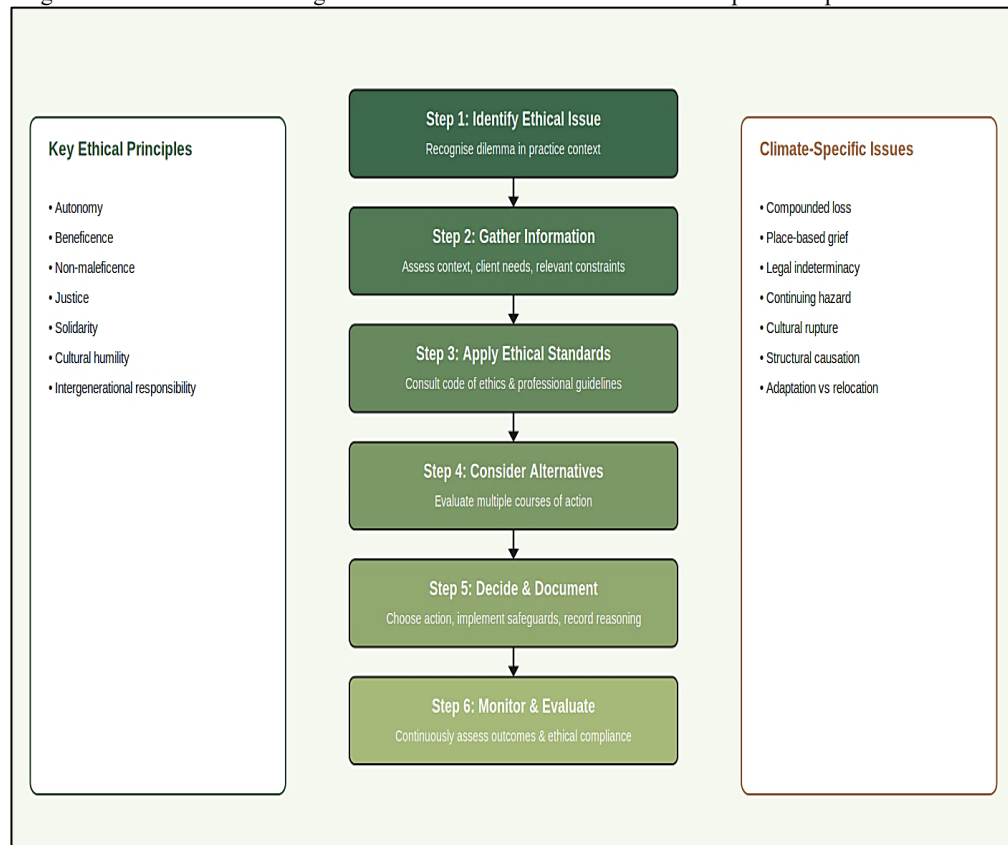 Key Ethical Principles
• Autonomy
• Beneficence
• Non-maleficence
• Justice
• Solidarity
• Cultural humility
• Intergenerational responsibility
Step 1: Identify Ethical Issue
Recognise dilemma in practice context
Step 2: Gather Information
Assess context, client needs, relevant constraints
Step 3: Apply Ethical Standards
Consult code of ethics & professional guidelines
Step 4: Consider Alternatives
Evaluate multiple courses of action
Step 5: Decide & Document
Choose action, implement safeguards, record reasoning
Step 6: Monitor & Evaluate
Continuously assess outcomes & ethical compliance
Climate-Specific Issues
• Compounded loss
• Place-based grief
• Legal indeterminacy
• Continuing hazard
• Cultural rupture
• Structural causation
• Adaptation vs relocation